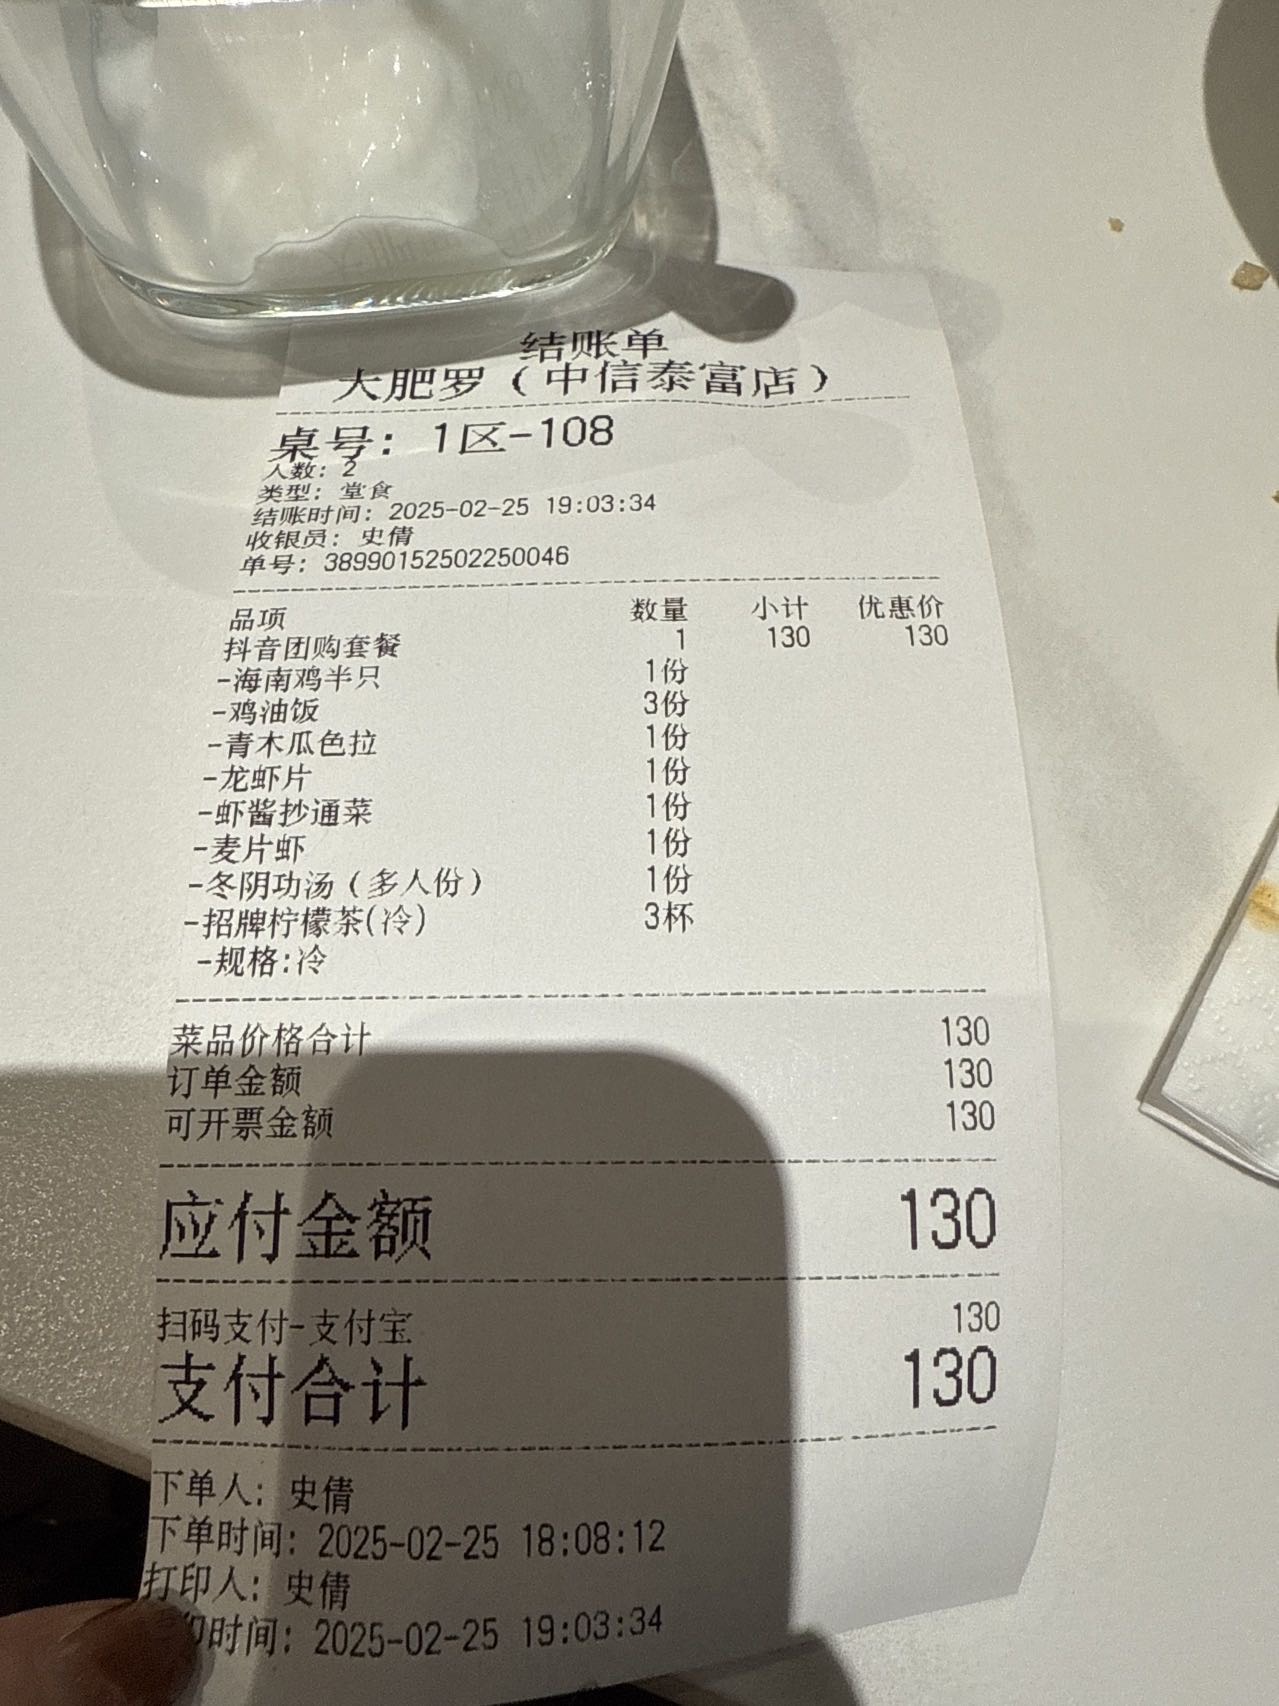 结账单
大肥罗（中信泰富店）
桌号：1区-108
人数：2
类型：堂食
结账时间：2025-02-25 19:03:34
收银员：史倩
单号：38990152502250046
品项 数量 小计 优惠价
抖音团购套餐 1 130 130
-海南鸡半只 1份
-鸡油饭 3份
-青木瓜色拉 1份
-龙虾片 1份
-虾酱抄通菜 1份
-麦片虾 1份
-冬阴功汤（多人份） 1份
-招牌柠檬茶(冷) 3杯
-规格:冷
菜品价格合计 130
订单金额 130
可开票金额 130
应付金额 130
扫码支付-支付宝 130
支付合计 130
下单人：史倩
下单时间：2025-02-25 18:08:12
打印人：史倩
印时间：2025-02-25 19:03:34